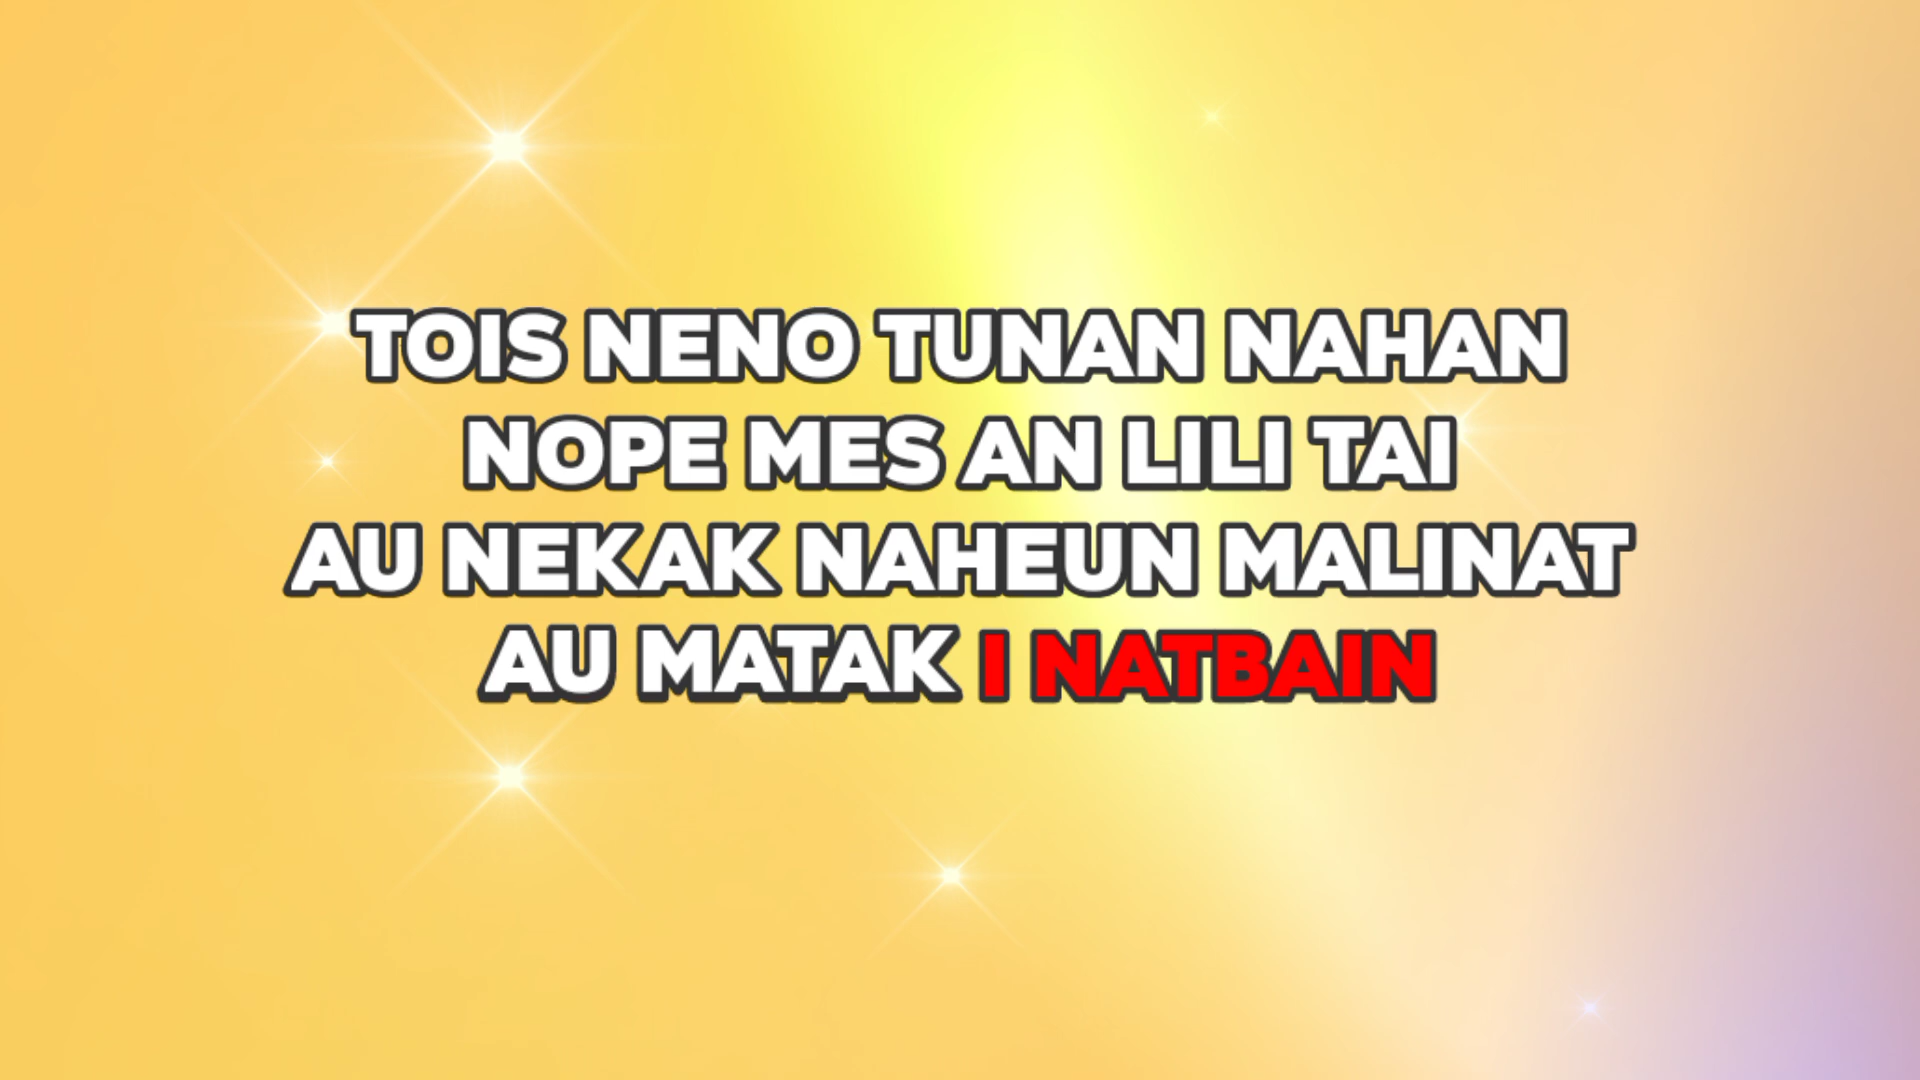 TOIS NENO TUNAN NAHAN
NOPE MES AN LILI TAI
AU NEKAK NAHEUN MALINAT
AU MATAK I NATBAIN